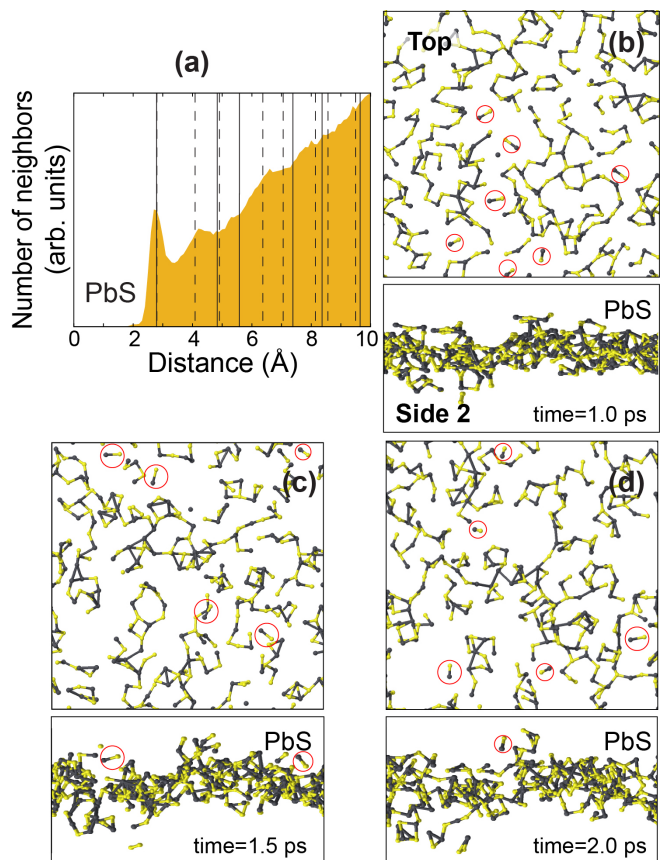 (a)
Number of neighbors
(arb. units)
PbS
0 2 4 6 8 10
Distance (Å)
Top
(b)
PbS
Side 2
time=1.0 ps
(c)
PbS
time=1.5 ps
(d)
PbS
time=2.0 ps